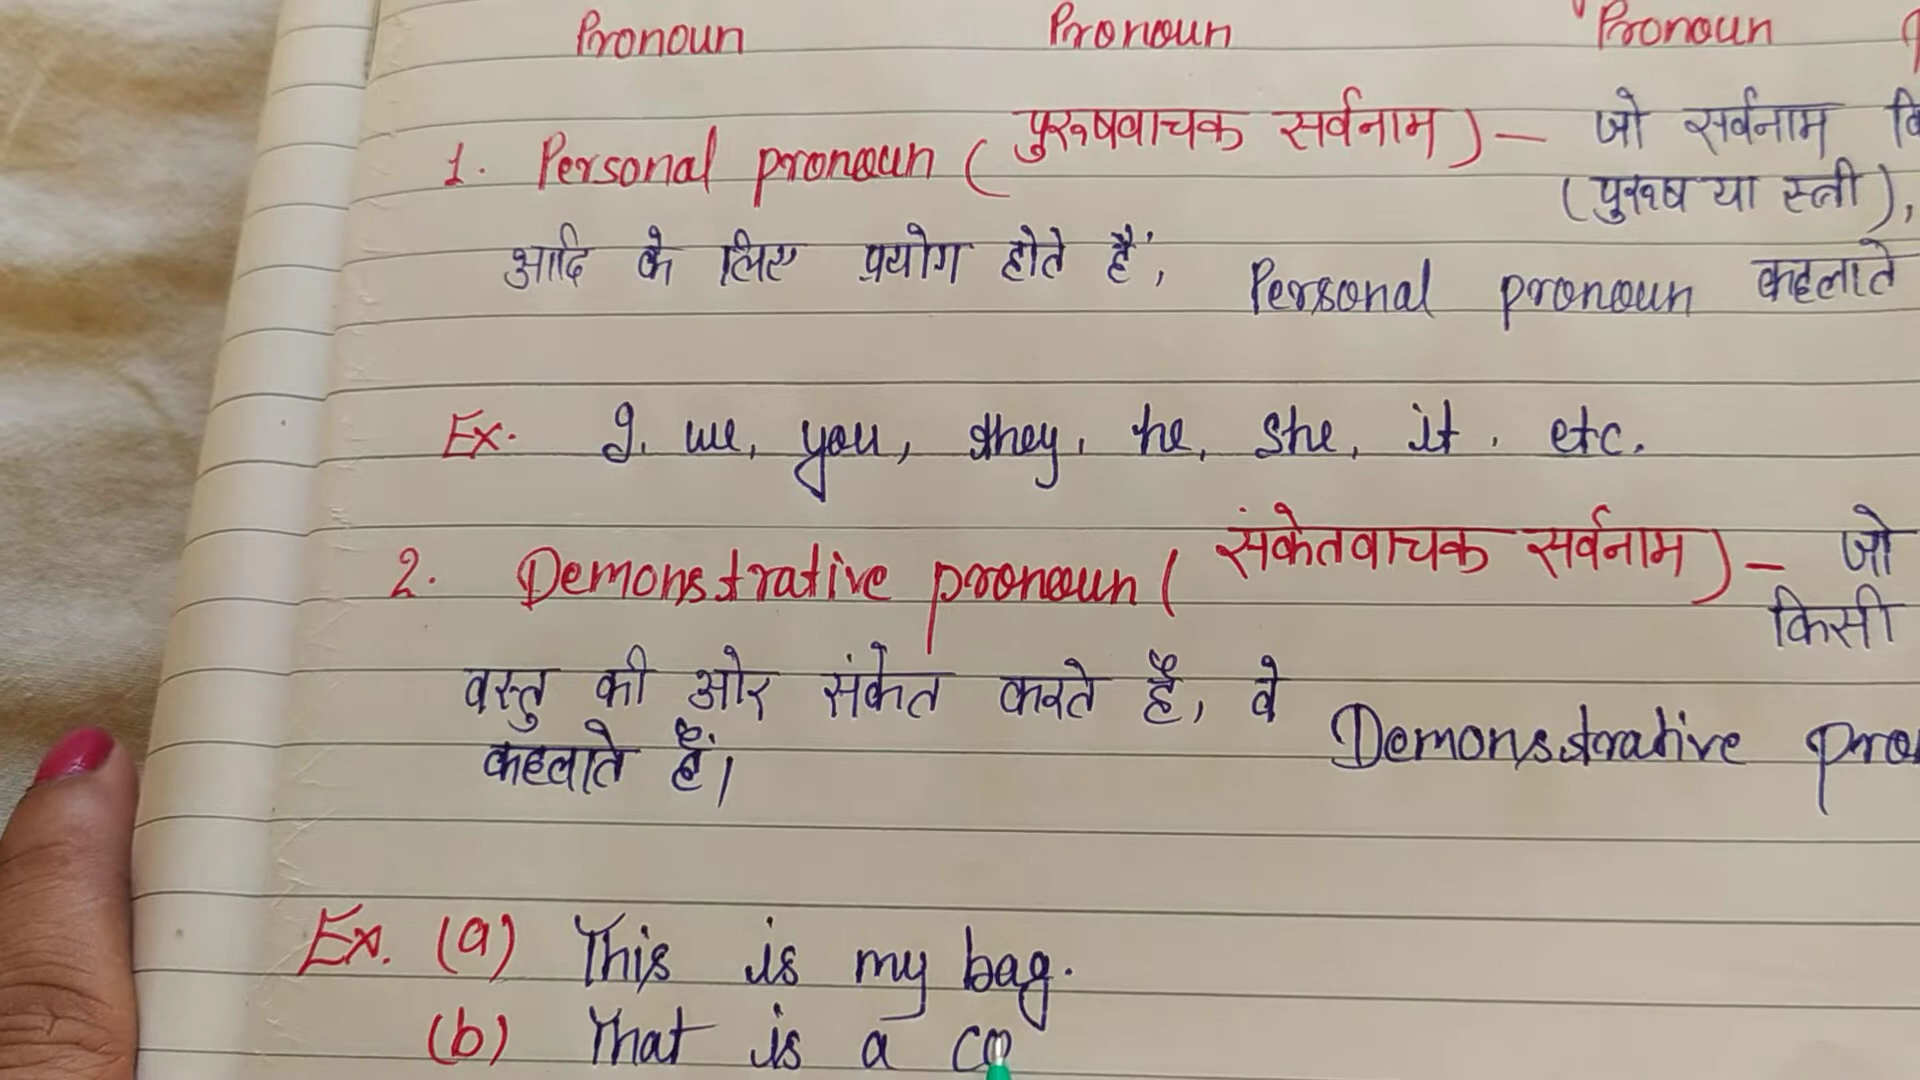 Pronoun Pronoun Pronoun
1. Personal pronoun (पुरूषवाचक सर्वनाम) – जो सर्वनाम
(पुरूष या स्त्री),
आदि के लिए प्रयोग होते हैं, Personal pronoun कहलाते
Ex. I, we, you, they, he, she, it, etc.
2. Demonstrative pronoun (संकेतवाचक सर्वनाम) – जो
किसी
वस्तु की ओर संकेत करते हैं, वे Demonstrative
कहलाते हैं।
Ex. (a) This is my bag.
(b) That is a co